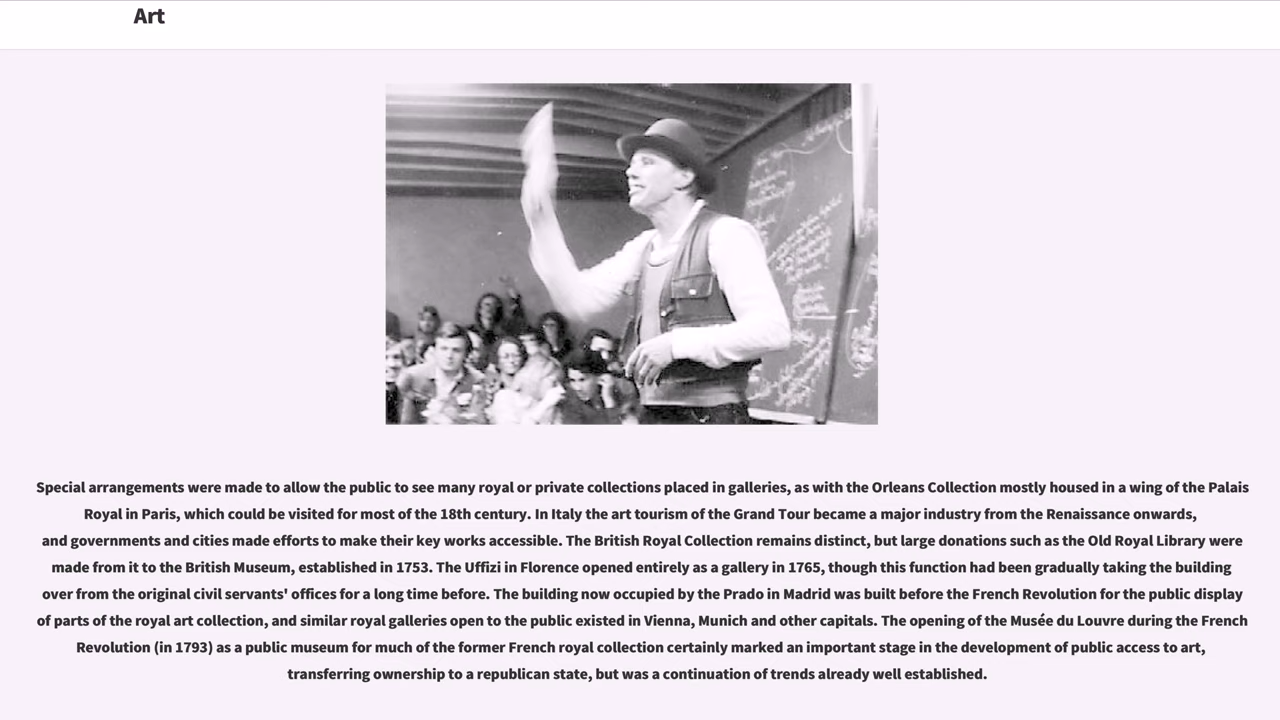 Art
Special arrangements were made to allow the public to see many royal or private collections placed in galleries, as with the Orleans Collection mostly housed in a wing of the Palais
Royal in Paris, which could be visited for most of the 18th century. In Italy the art tourism of the Grand Tour became a major industry from the Renaissance onwards,
and governments and cities made efforts to make their key works accessible. The British Royal Collection remains distinct, but large donations such as the Old Royal Library were
made from it to the British Museum, established in 1753. The Uffizi in Florence opened entirely as a gallery in 1765, though this function had been gradually taking the building
over from the original civil servants' offices for a long time before. The building now occupied by the Prado in Madrid was built before the French Revolution for the public display
of parts of the royal art collection, and similar royal galleries open to the public existed in Vienna, Munich and other capitals. The opening of the Musée du Louvre during the French
Revolution (in 1793) as a public museum for much of the former French royal collection certainly marked an important stage in the development of public access to art,
transferring ownership to a republican state, but was a continuation of trends already well established.